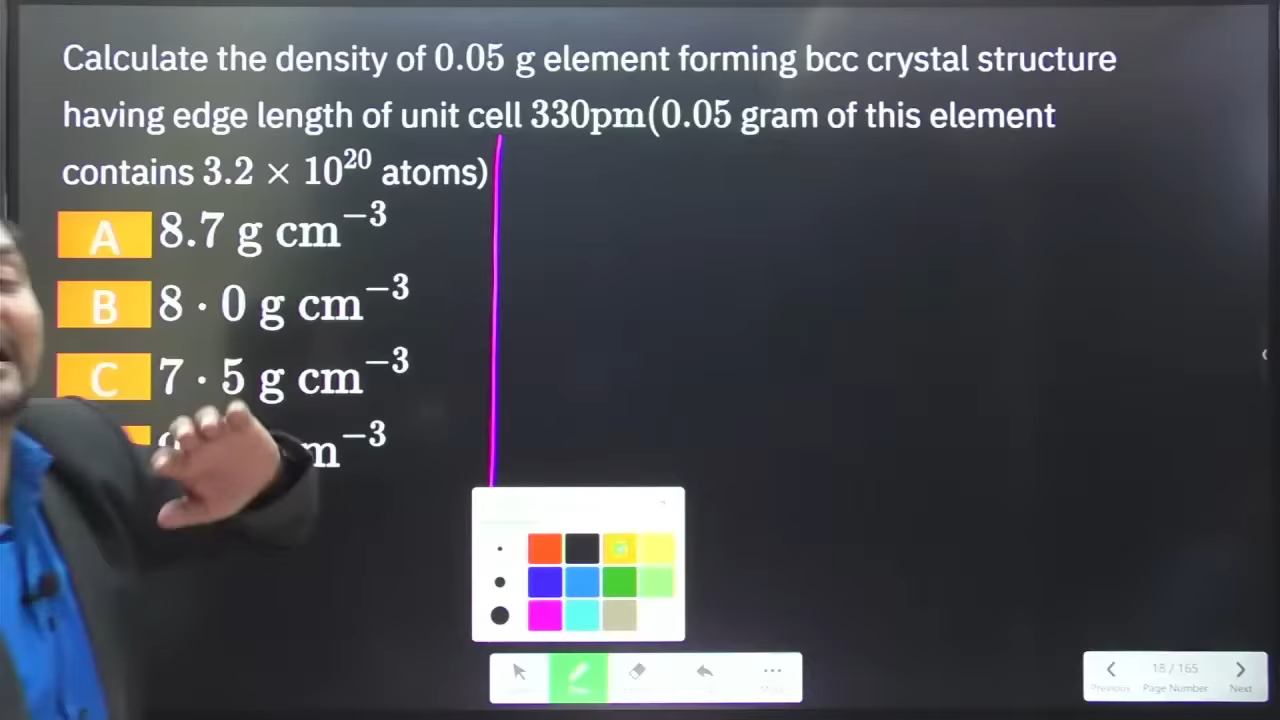 Calculate the density of 0.05 g element forming bcc crystal structure
having edge length of unit cell 330pm(0.05 gram of this element
contains 3.2 × 10²⁰ atoms)
A 8.7 g cm⁻³
B 8 · 0 g cm⁻³
C 7 · 5 g cm⁻³
m⁻³
18 / 165
Previous Page Number Next